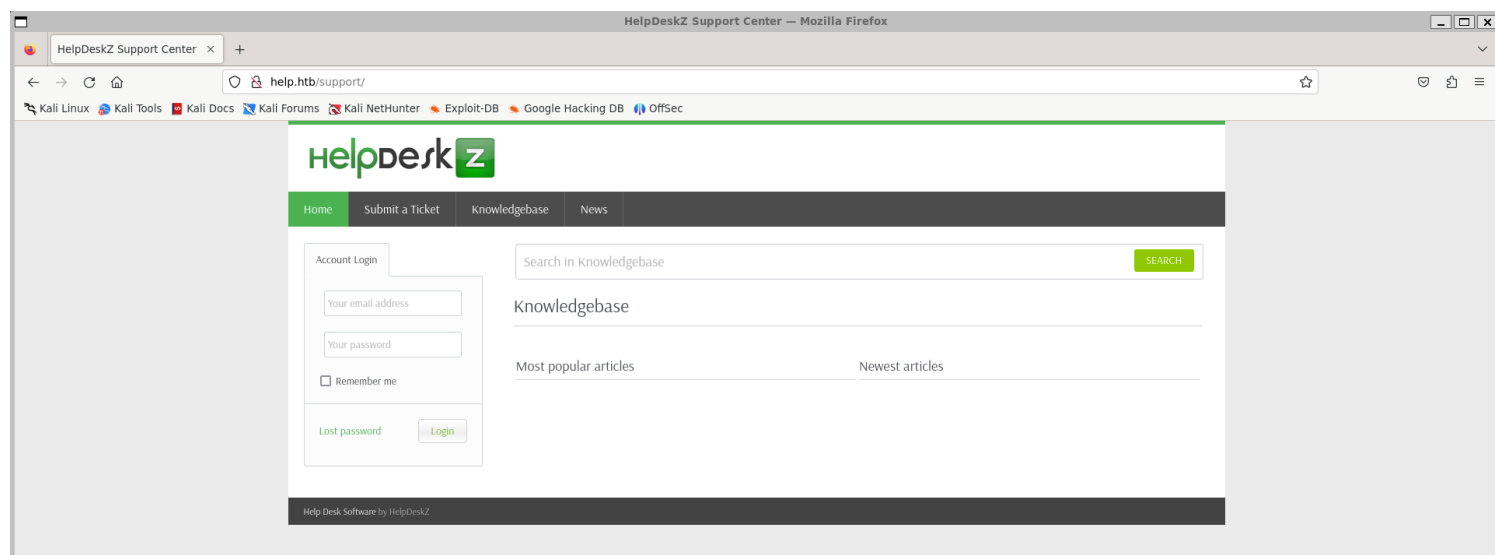 HelpDeskZ Support Center — Mozilla Firefox
HelpDeskZ Support Center × +
help.htb/support/
Kali Linux Kali Tools Kali Docs Kali Forums Kali NetHunter Exploit-DB Google Hacking DB OffSec
HelpDesk Z
Home Submit a Ticket Knowledgebase News
Account Login
Your email address
Your password
Remember me
Lost password Login
Search in Knowledgebase SEARCH
Knowledgebase
Most popular articles Newest articles
Help Desk Software by HelpDeskZ